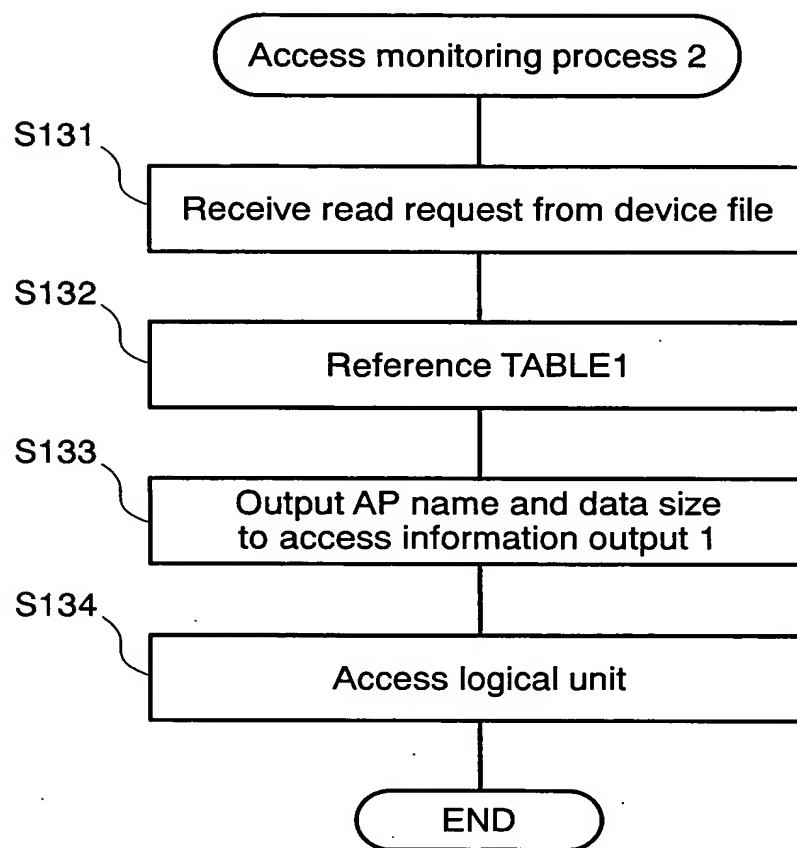 Access monitoring process 2
S131
Receive read request from device file
S132
Reference TABLE1
S133
Output AP name and data size
to access information output 1
S134
Access logical unit
END